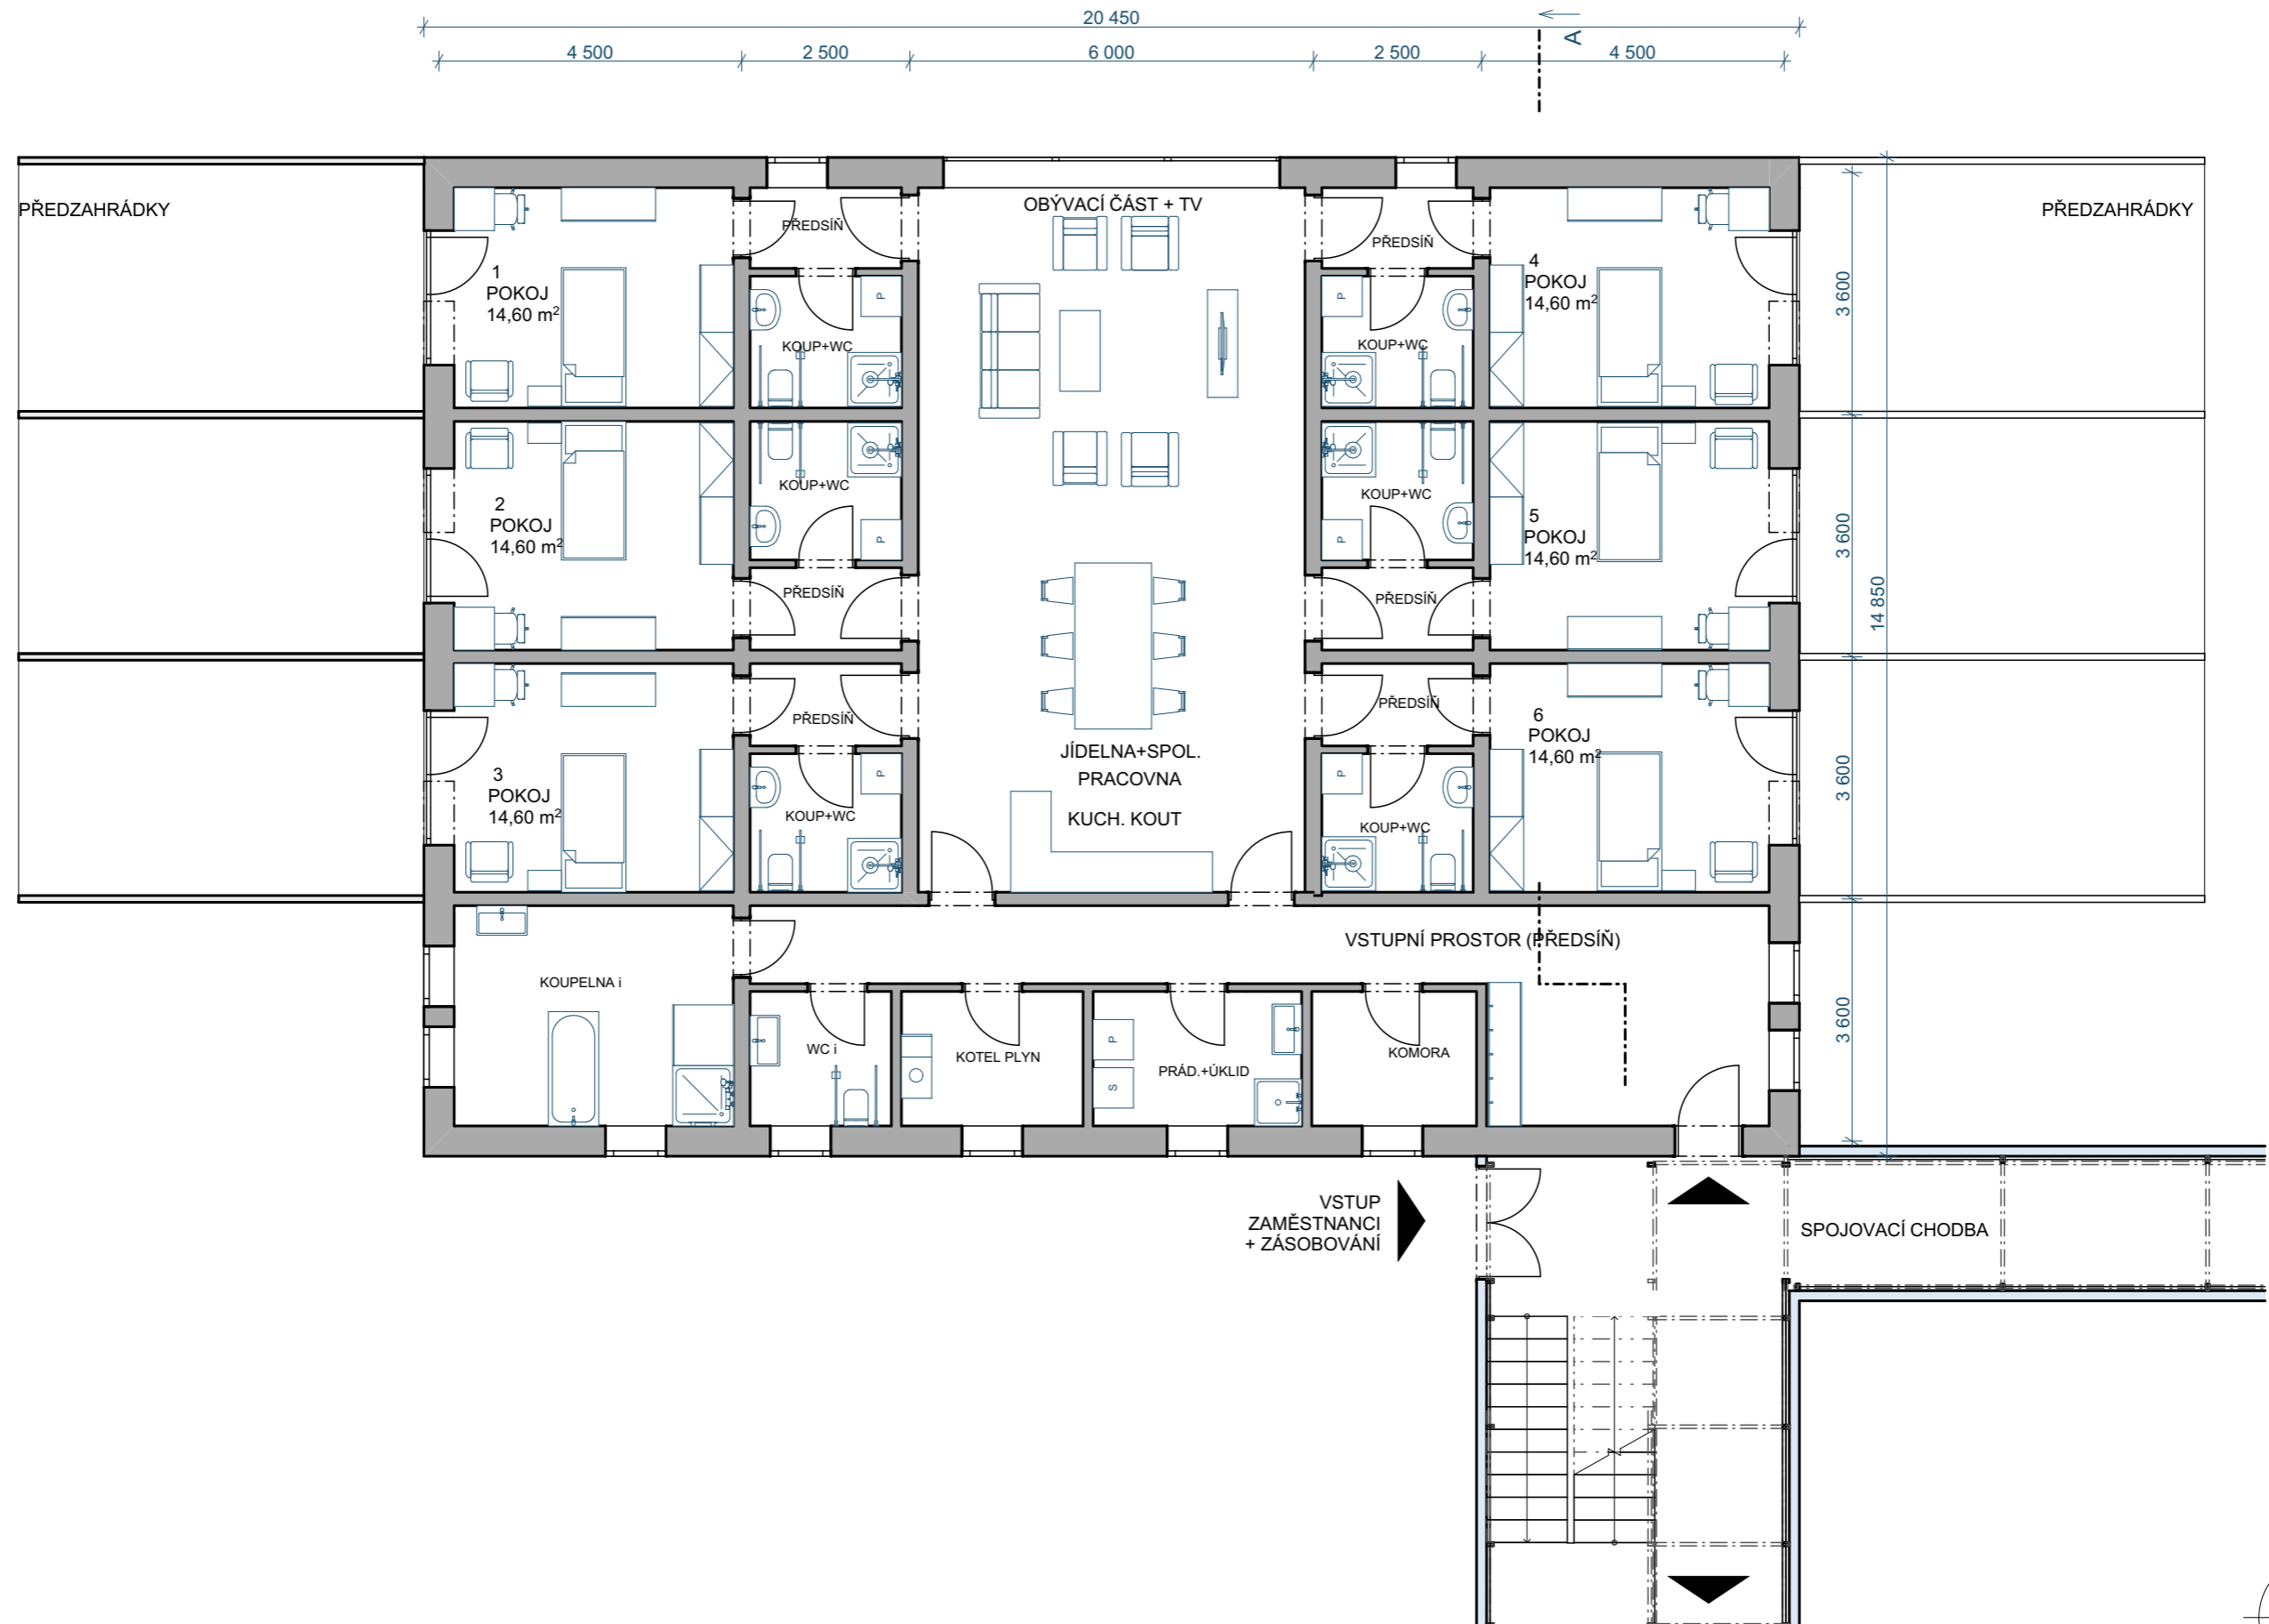 20 450
4 500
2 500
6 000
2 500
4 500
A
PŘEDZAHRÁDKY
OBÝVACÍ ČÁST + TV
PŘEDZAHRÁDKY
PŘEDSÍŇ
PŘEDSÍŇ
1
POKOJ
14,60 m²
4
POKOJ
14,60 m²
3 600
P
P
KOUP+WC
KOUP+WC
KOUP+WC
KOUP+WC
2
POKOJ
14,60 m²
5
POKOJ
14,60 m²
3 600
P
P
PŘEDSÍŇ
PŘEDSÍŇ
14 850
PŘEDSÍŇ
PŘEDSÍŇ
6
POKOJ
14,60 m²
JÍDELNA+SPOL.
PRACOVNA
3
POKOJ
14,60 m²
P
P
3 600
KOUP+WC
KUCH. KOUT
KOUP+WC
VSTUPNÍ PROSTOR (PŘEDSÍŇ)
KOUPELNA i
3 600
WC i
KOTEL PLYN
P
S
PRÁD.+ÚKLID
KOMORA
VSTUP
ZAMĚSTNANCI
+ ZÁSOBOVÁNÍ
SPOJOVACÍ CHODBA